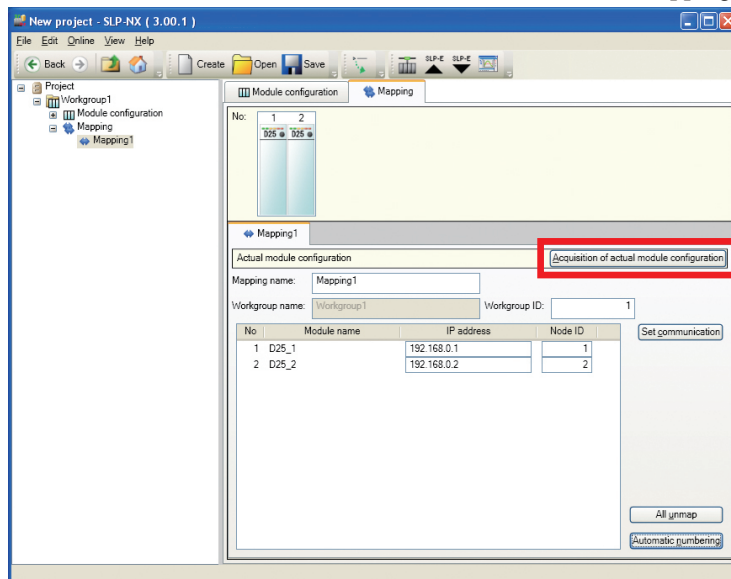 New project - SLP-NX ( 3.00.1 )
File Edit Online View Help
Back Create Open Save SLP-E SLP-E
Project
Workgroup1
Module configuration
Mapping
Mapping1
Module configuration Mapping
No: 1 2
D25 D25
Mapping1
Actual module configuration Acquisition of actual module configuration
Mapping name: Mapping1
Workgroup name: Workgroup1 Workgroup ID: 1
No Module name IP address Node ID Set communication
1 D25_1 192.168.0.1 1
2 D25_2 192.168.0.2 2
All unmap
Automatic numbering